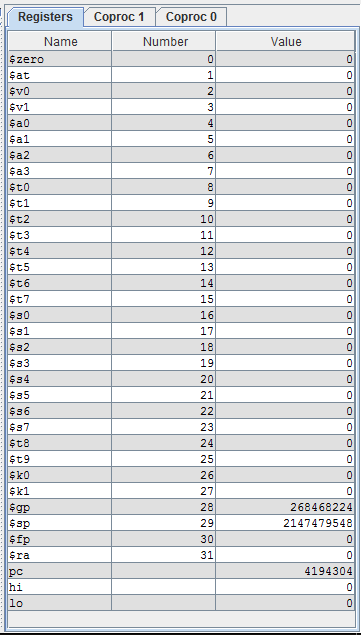 Registers Coproc 1 Coproc 0
Name Number Value
$zero 0 0
$at 1 0
$v0 2 0
$v1 3 0
$a0 4 0
$a1 5 0
$a2 6 0
$a3 7 0
$t0 8 0
$t1 9 0
$t2 10 0
$t3 11 0
$t4 12 0
$t5 13 0
$t6 14 0
$t7 15 0
$s0 16 0
$s1 17 0
$s2 18 0
$s3 19 0
$s4 20 0
$s5 21 0
$s6 22 0
$s7 23 0
$t8 24 0
$t9 25 0
$k0 26 0
$k1 27 0
$gp 28 268468224
$sp 29 2147479548
$fp 30 0
$ra 31 0
pc 4194304
hi 0
lo 0